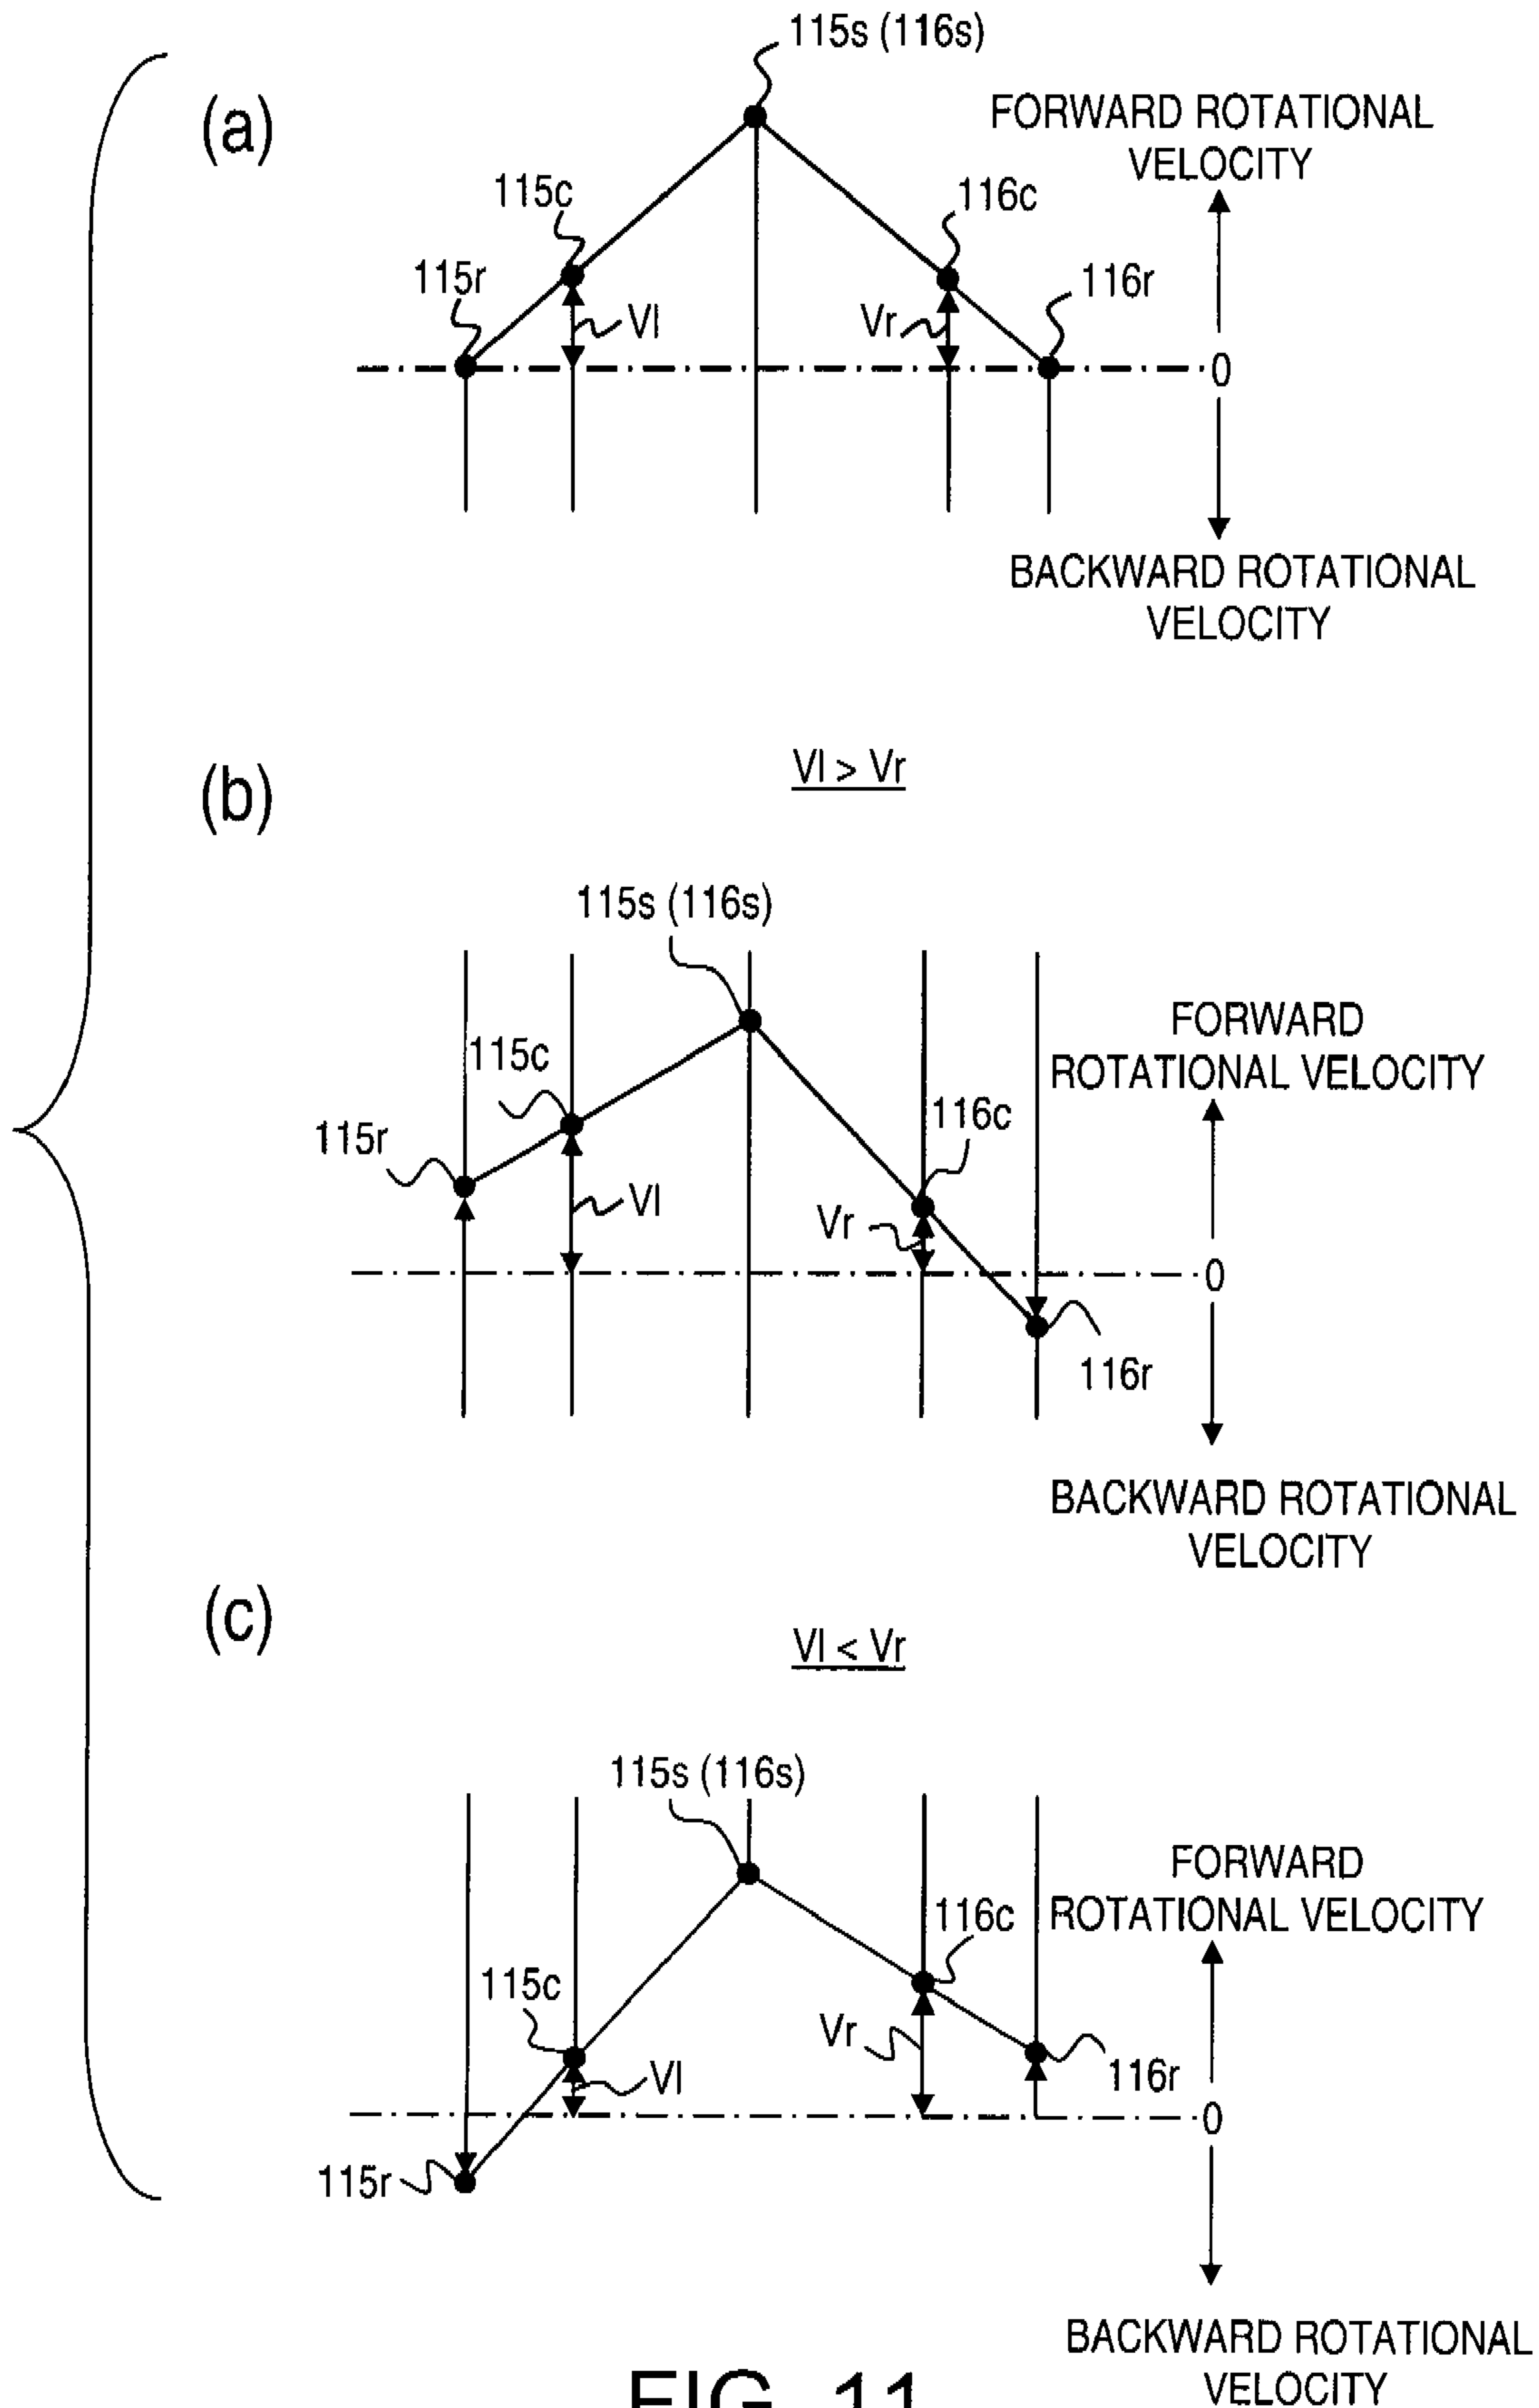 115s (116s)
(a)
FORWARD ROTATIONAL
VELOCITY
115c
116c
115r
116r
Vl
Vr
0
BACKWARD ROTATIONAL
VELOCITY
Vl > Vr
(b)
115s (116s)
FORWARD
ROTATIONAL VELOCITY
115c
116c
115r
Vl
Vr
0
116r
BACKWARD ROTATIONAL
VELOCITY
(c)
Vl < Vr
115s (116s)
FORWARD
ROTATIONAL VELOCITY
116c
115c
Vr
Vl
116r
0
115r
BACKWARD ROTATIONAL
VELOCITY
FIG. 11